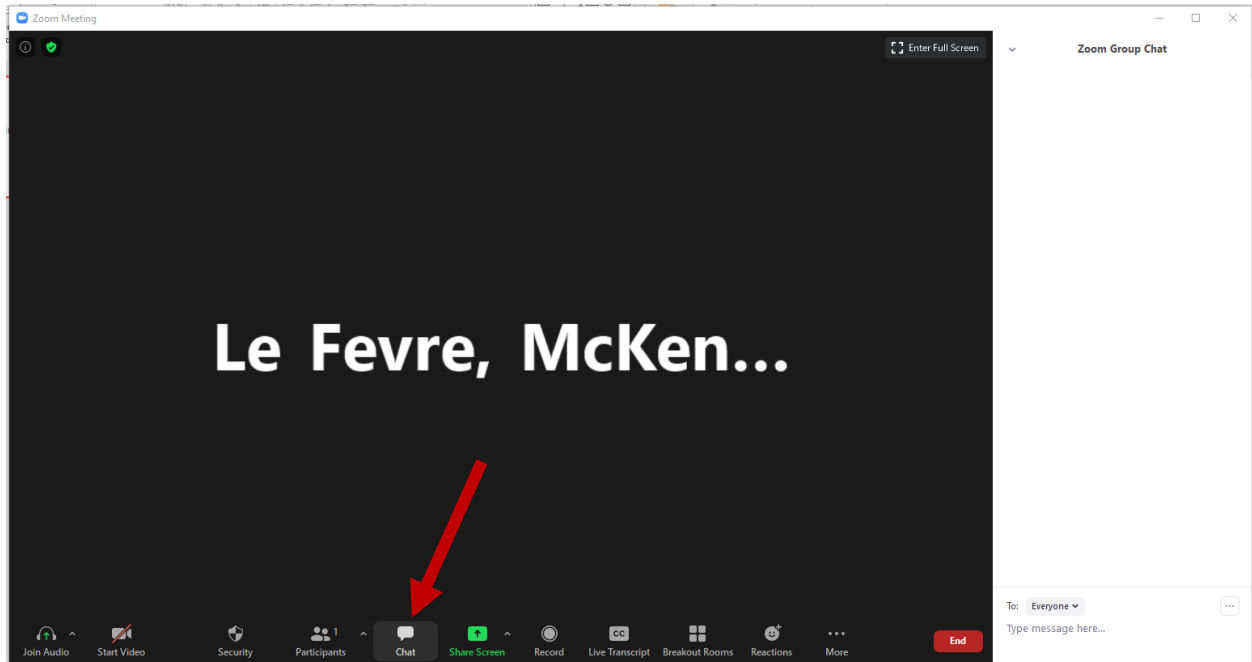 Zoom Meeting
Enter Full Screen
Zoom Group Chat
Le Fevre, McKen...
To: Everyone
Type message here...
1
CC
Join Audio Start Video Security Participants Chat Share Screen Record Live Transcript Breakout Rooms Reactions More End